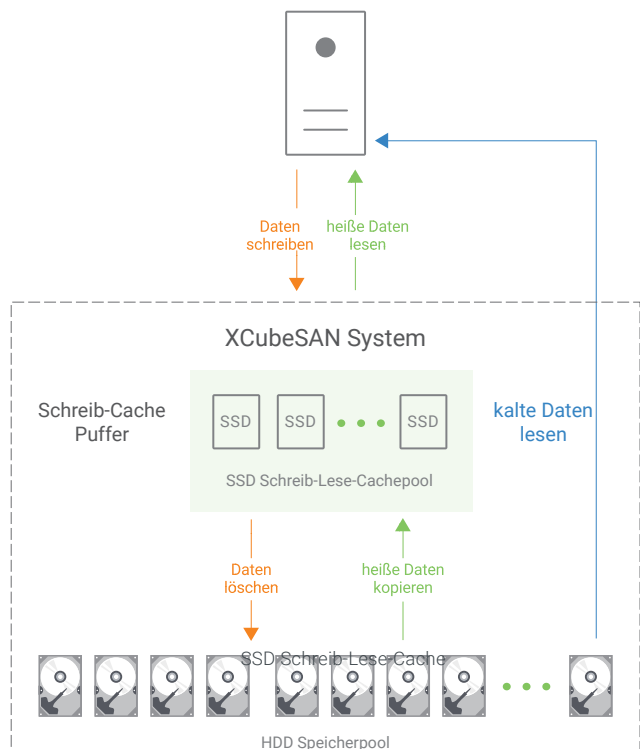 Daten
schreiben
heiße Daten
lesen
XCubeSAN System
Schreib-Cache
Puffer
SSD
SSD
SSD
SSD Schreib-Lese-Cachepool
kalte Daten
lesen
Daten
löschen
heiße Daten
kopieren
SSD Schreib-Lese-Cache
HDD Speicherpool